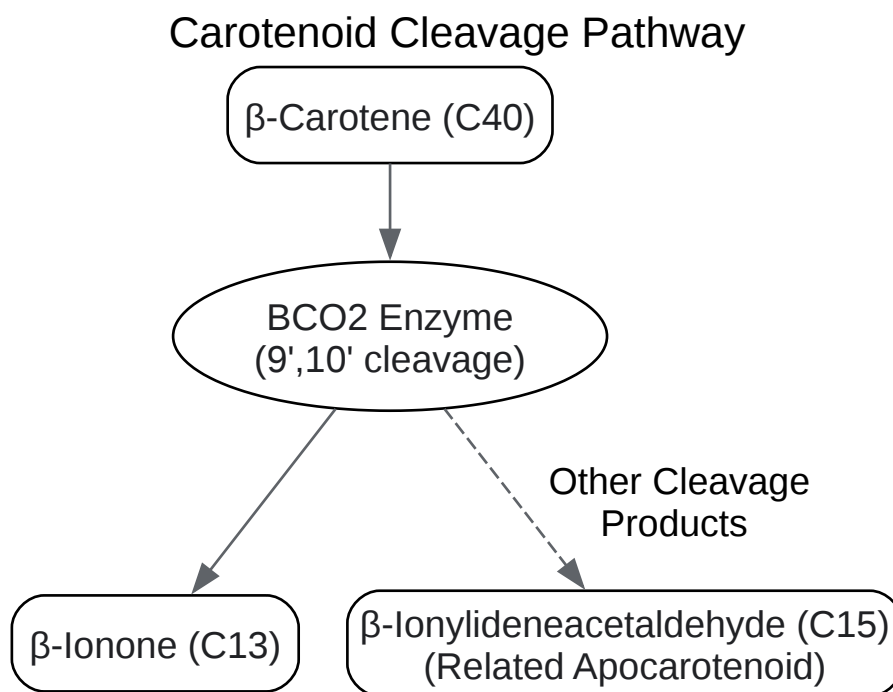 Carotenoid Cleavage Pathway
β-Carotene (C40)
BCO2 Enzyme
(9',10' cleavage)
Other Cleavage
Products
β-Ionone (C13)
β-Ionylideneacetaldehyde (C15)
(Related Apocarotenoid)